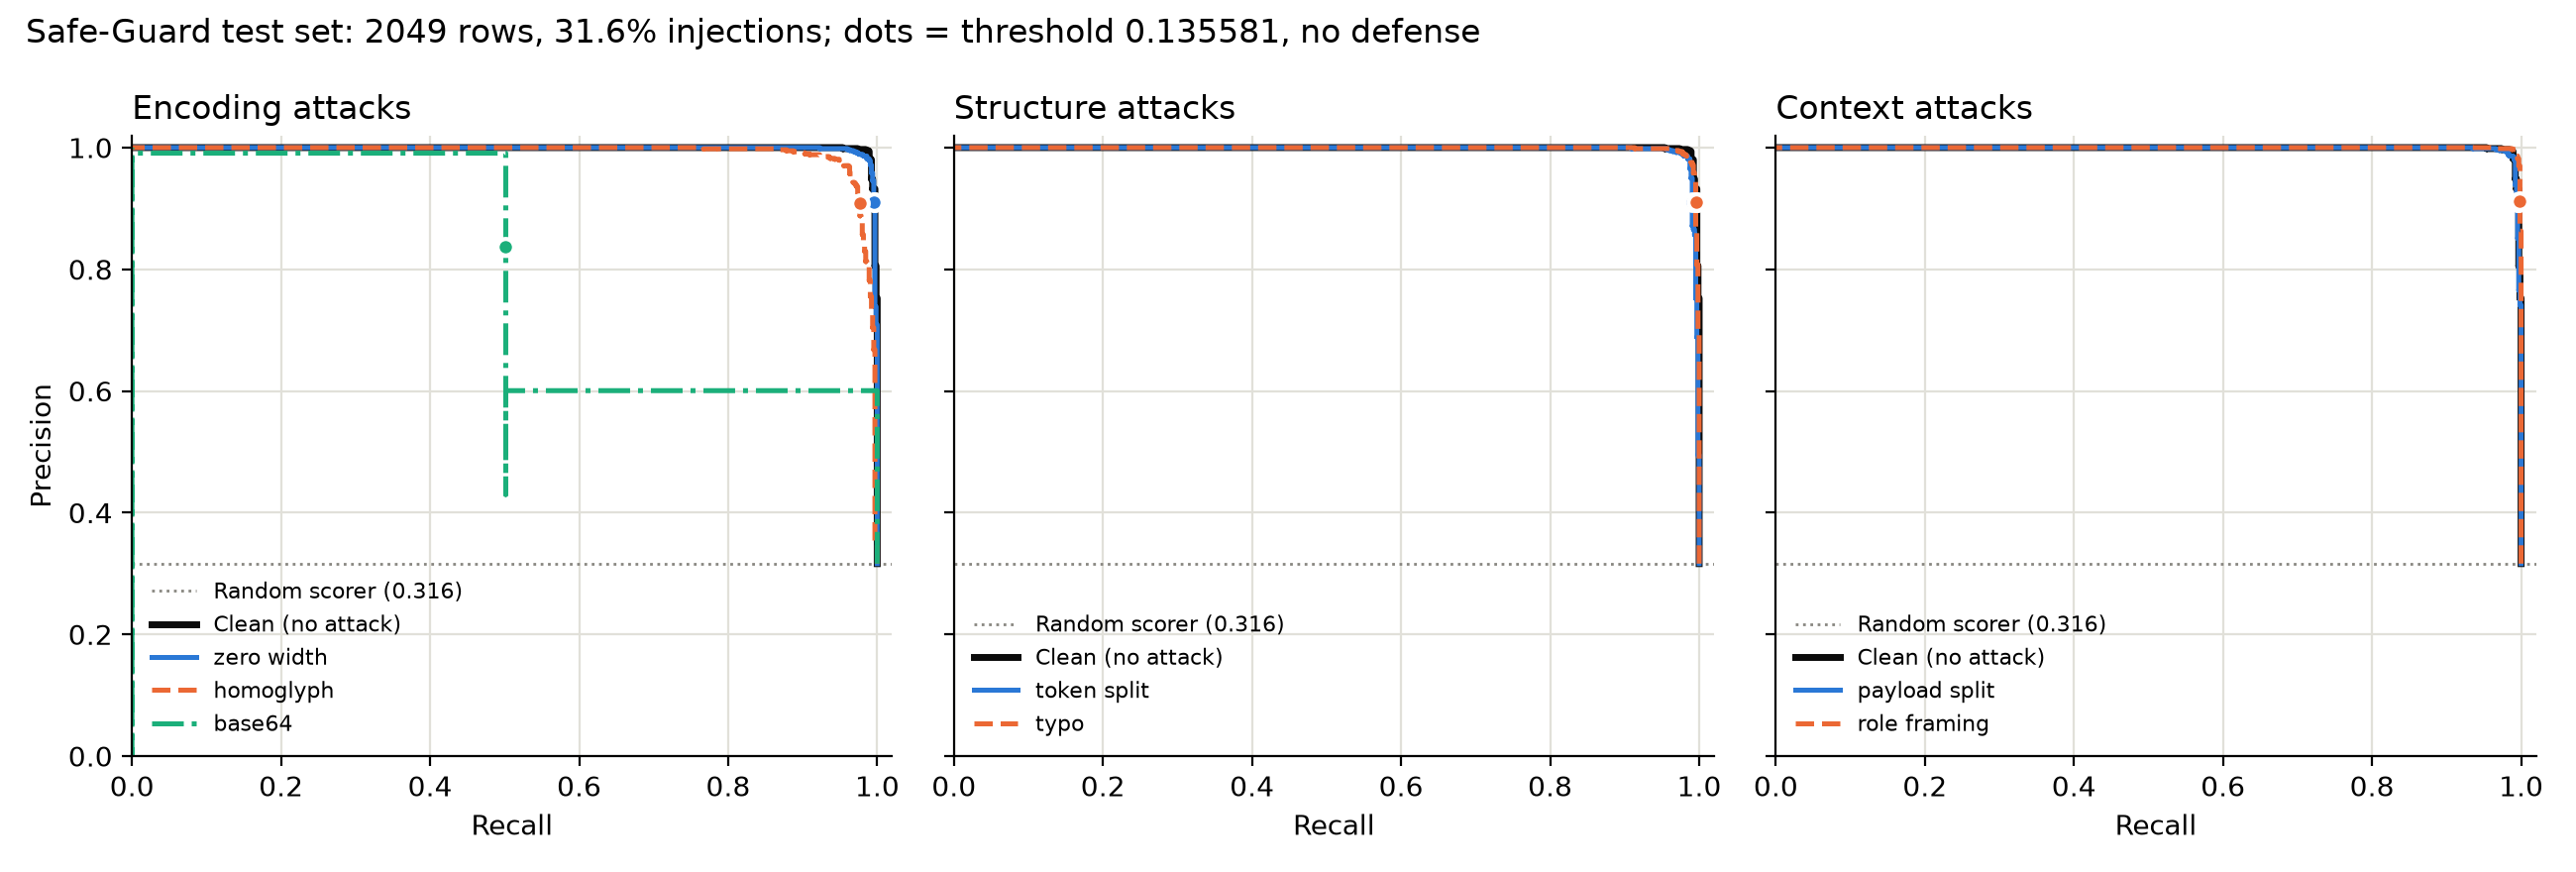 Safe-Guard test set: 2049 rows, 31.6% injections; dots = threshold 0.135581, no defense
Encoding attacks
Structure attacks
Context attacks
Precision
1.0
0.8
0.6
0.4
0.2
0.0
Random scorer (0.316)
Clean (no attack)
zero width
homoglyph
base64
Random scorer (0.316)
Clean (no attack)
token split
typo
Random scorer (0.316)
Clean (no attack)
payload split
role framing
0.0 0.2 0.4 0.6 0.8 1.0
0.0 0.2 0.4 0.6 0.8 1.0
0.0 0.2 0.4 0.6 0.8 1.0
Recall
Recall
Recall